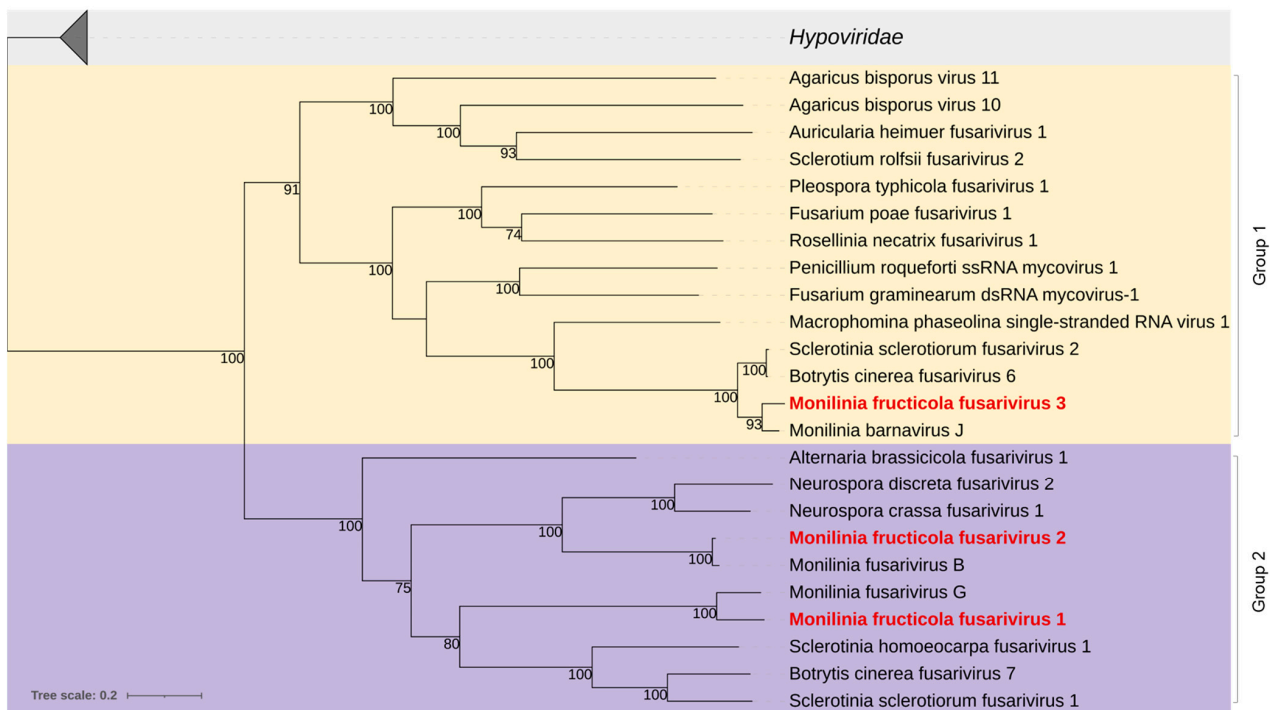 Hypoviridae
Agaricus bisporus virus 11
100
Agaricus bisporus virus 10
100
Auricularia heimuer fusarivirus 1
93
Sclerotium rolfsii fusarivirus 2
91
Pleospora typhicola fusarivirus 1
100
Fusarium poae fusarivirus 1
74
Rosellinia necatrix fusarivirus 1
100
Penicillium roqueforti ssRNA mycovirus 1
100
Fusarium graminearum dsRNA mycovirus-1
Macrophomina phaseolina single-stranded RNA virus 1
100
100
Sclerotinia sclerotiorum fusarivirus 2
100
Botrytis cinerea fusarivirus 6
100
Monilinia fructicola fusarivirus 3
93
Monilinia barnavirus J
Group 1
Alternaria brassicicola fusarivirus 1
Neurospora discreta fusarivirus 2
100
Neurospora crassa fusarivirus 1
100
100
Monilinia fructicola fusarivirus 2
100
Monilinia fusarivirus B
75
Monilinia fusarivirus G
100
Monilinia fructicola fusarivirus 1
80
Sclerotinia homoeocarpa fusarivirus 1
100
Botrytis cinerea fusarivirus 7
100
Sclerotinia sclerotiorum fusarivirus 1
Group 2
Tree scale: 0.2